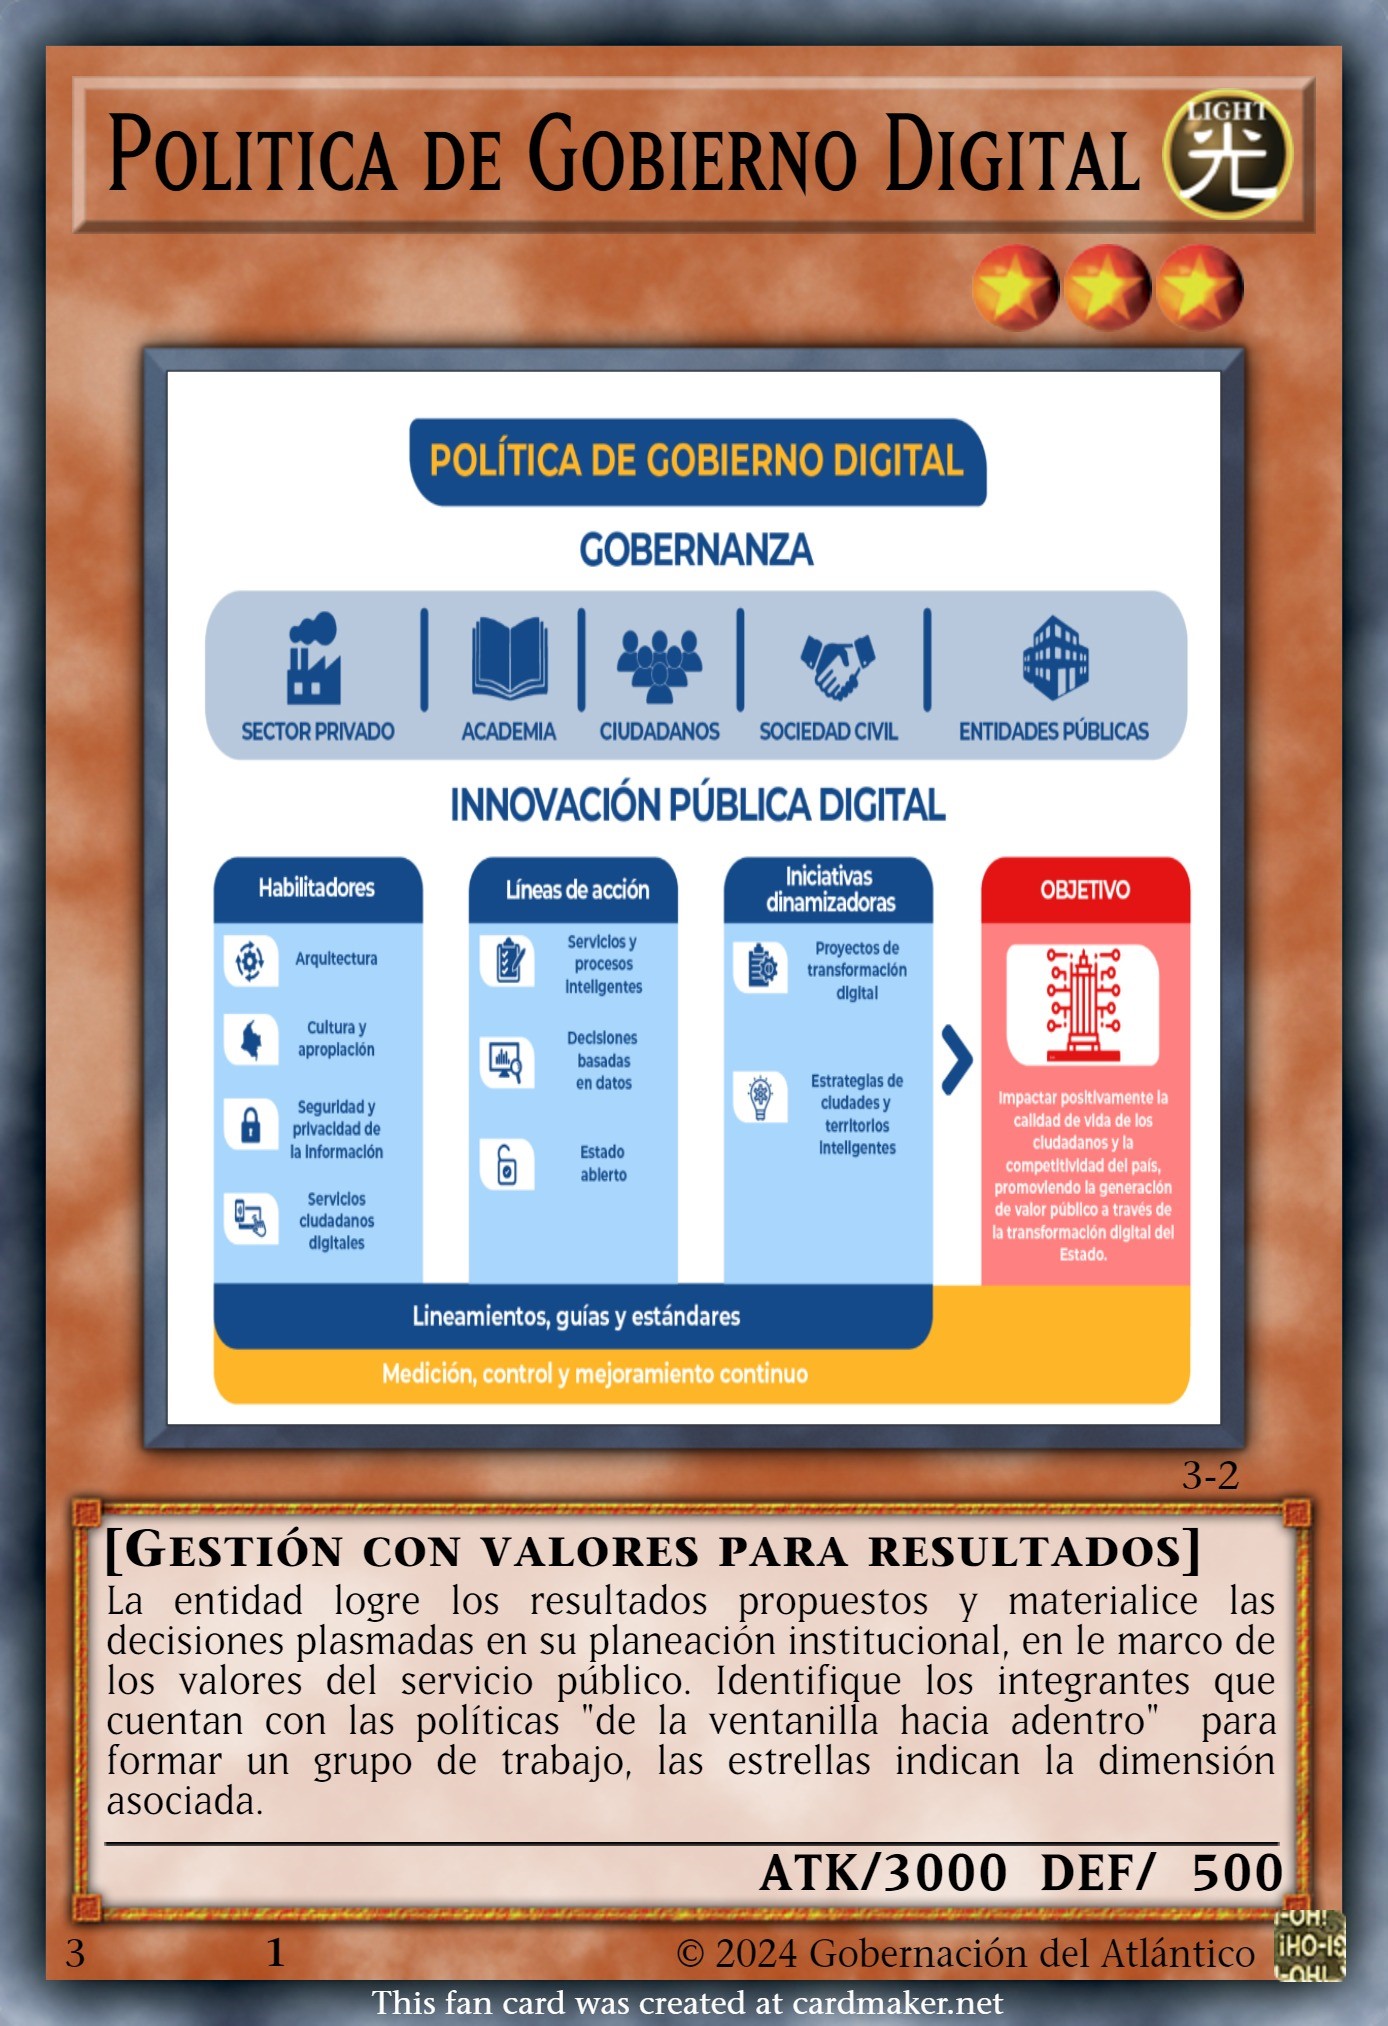 Politica de Gobierno Digital
LIGHT
光
POLÍTICA DE GOBIERNO DIGITAL
GOBERNANZA
SECTOR PRIVADO
ACADEMIA
CIUDADANOS
SOCIEDAD CIVIL
ENTIDADES PÚBLICAS
INNOVACIÓN PÚBLICA DIGITAL
Habilitadores
Arquitectura
Cultura y
apropiación
Seguridad y
privacidad de
la Información
Servicios
ciudadanos
digitales
Líneas de acción
Servicios y
procesos
inteligentes
Decisiones
basadas
en datos
Estado
abierto
Iniciativas
dinamizadoras
Proyectos de
transformación
digital
Estrategias de
ciudades y
territorios
inteligentes
OBJETIVO
Impactar positivamente la
calidad de vida de los
ciudadanos y la
competitividad del país,
promoviendo la generación
de valor público a través de
la transformación digital del
Estado.
Lineamientos, guías y estándares
Medición, control y mejoramiento continuo
3-2
[Gestión con valores para resultados]
La entidad logre los resultados propuestos y materialice las
decisiones plasmadas en su planeación institucional, en le marco de
los valores del servicio público. Identifique los integrantes que
cuentan con las políticas "de la ventanilla hacia adentro" para
formar un grupo de trabajo, las estrellas indican la dimensión
asociada.
ATK/3000 DEF/ 500
3 1 © 2024 Gobernación del Atlántico
This fan card was created at cardmaker.net